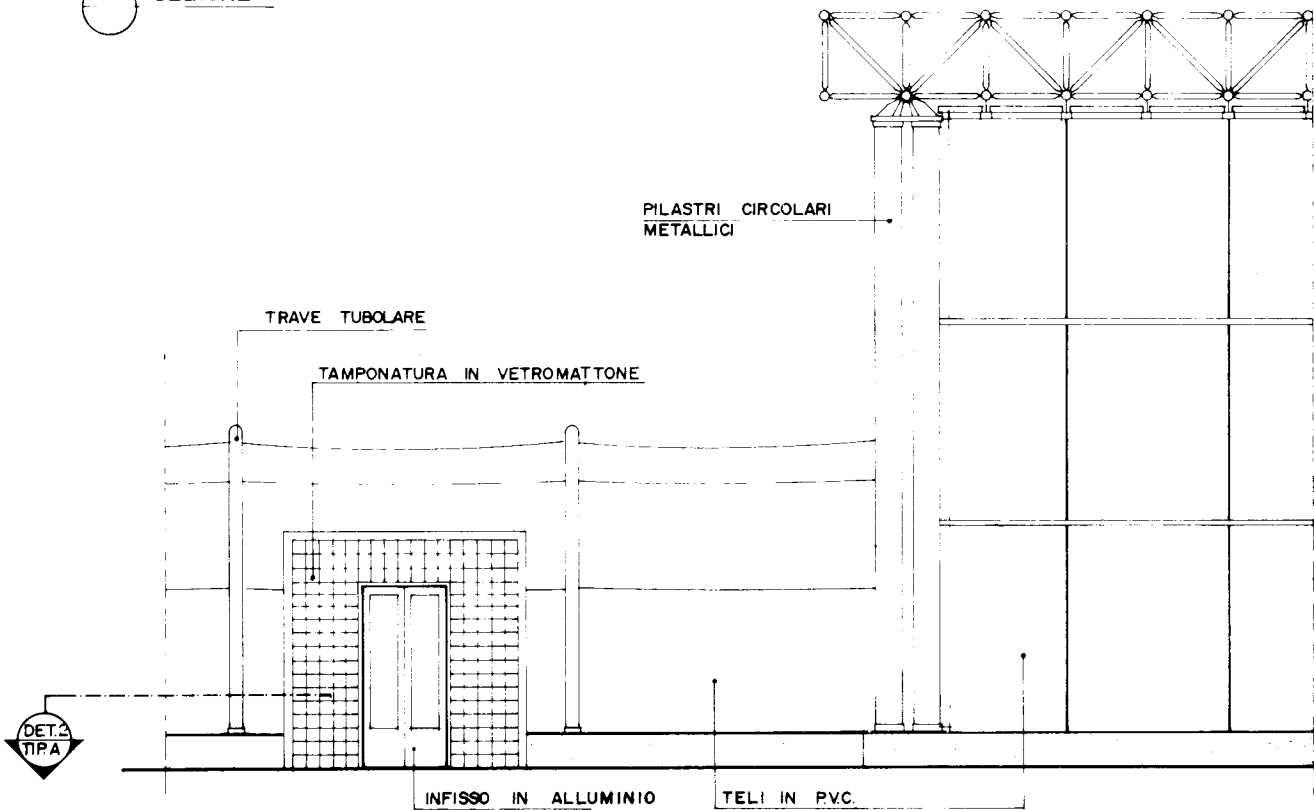 PILASTRI CIRCOLARI
METALLICI
TRAVE TUBOLARE
TAMPONATURA IN VETROMATTONE
DET.2
TIP.A
INFISSO IN ALLUMINIO
TELI IN P.V.C.